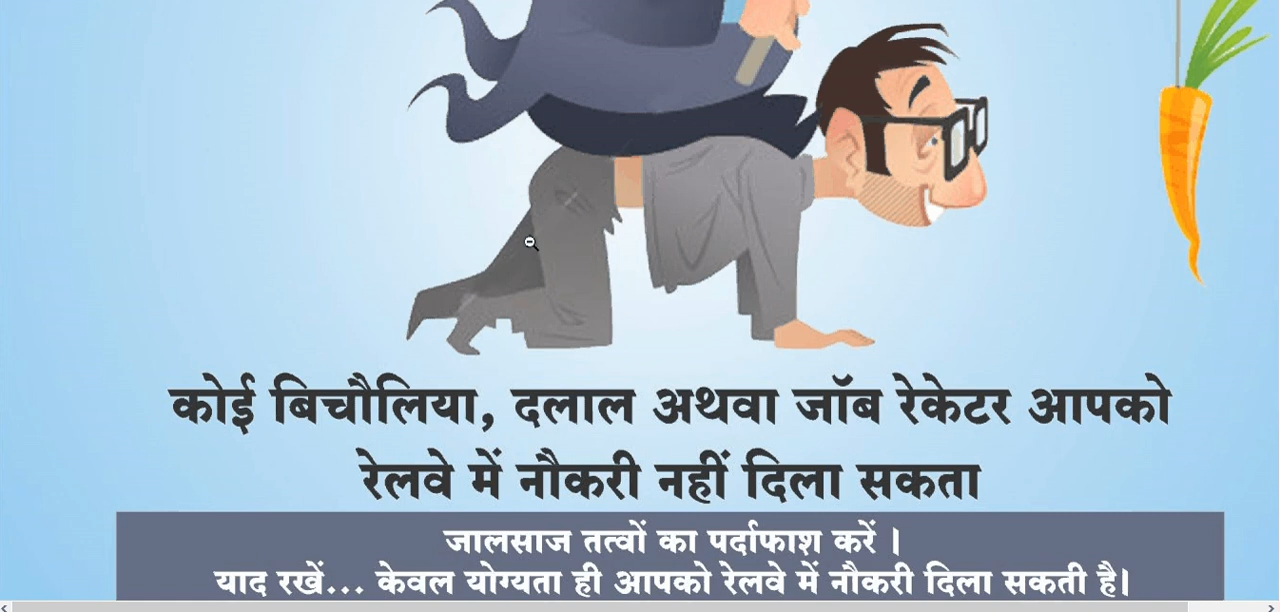 कोई बिचौलिया, दलाल अथवा जॉब रेकेटर आपको
रेलवे में नौकरी नहीं दिला सकता
जालसाज तत्वों का पर्दाफाश करें ।
याद रखें... केवल योग्यता ही आपको रेलवे में नौकरी दिला सकती है।